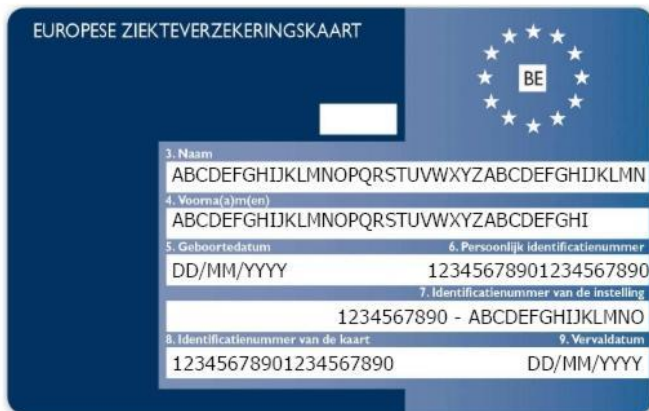 EUROPESE ZIEKTEVERZEKERINGSKAART
BE
3. Naam
ABCDEFGHIJKLMNOPQRSTUVWXYZABCDEFGHIJKLMN
4. Voorna(a)m(en)
ABCDEFGHIJKLMNOPQRSTUVWXYZABCDEFGHI
5. Geboortedatum 6. Persoonlijk identificatienummer
DD/MM/YYYY 12345678901234567890
7. Identificatienummer van de instelling
1234567890 - ABCDEFGHIJKLMNO
8. Identificatienummer van de kaart 9. Vervaldatum
12345678901234567890 DD/MM/YYYY